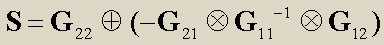 S = G₂₂ ⊕ (-G₂₁ ⊗ G₁₁⁻¹ ⊗ G₁₂)